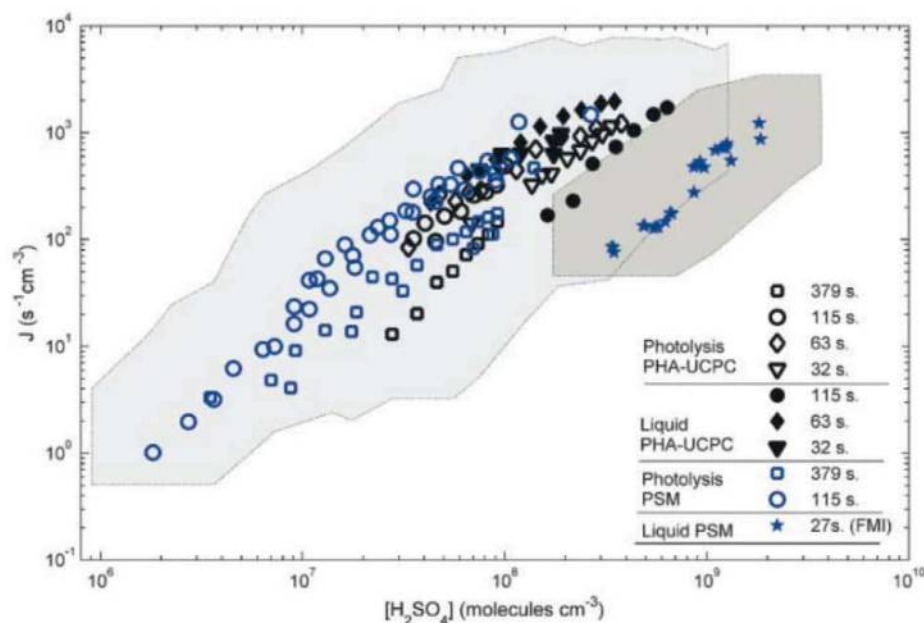 10^4
10^3
10^2
10^1
10^0
10^-1
J (s^-1cm^-3)
379 s.
115 s.
Photolysis 63 s.
PHA-UCPC 32 s.
115 s.
Liquid 63 s.
PHA-UCPC 32 s.
Photolysis 379 s.
PSM 115 s.
Liquid PSM 27s. (FMI)
10^6 10^7 10^8 10^9 10^10
[H_2SO_4] (molecules cm^-3)